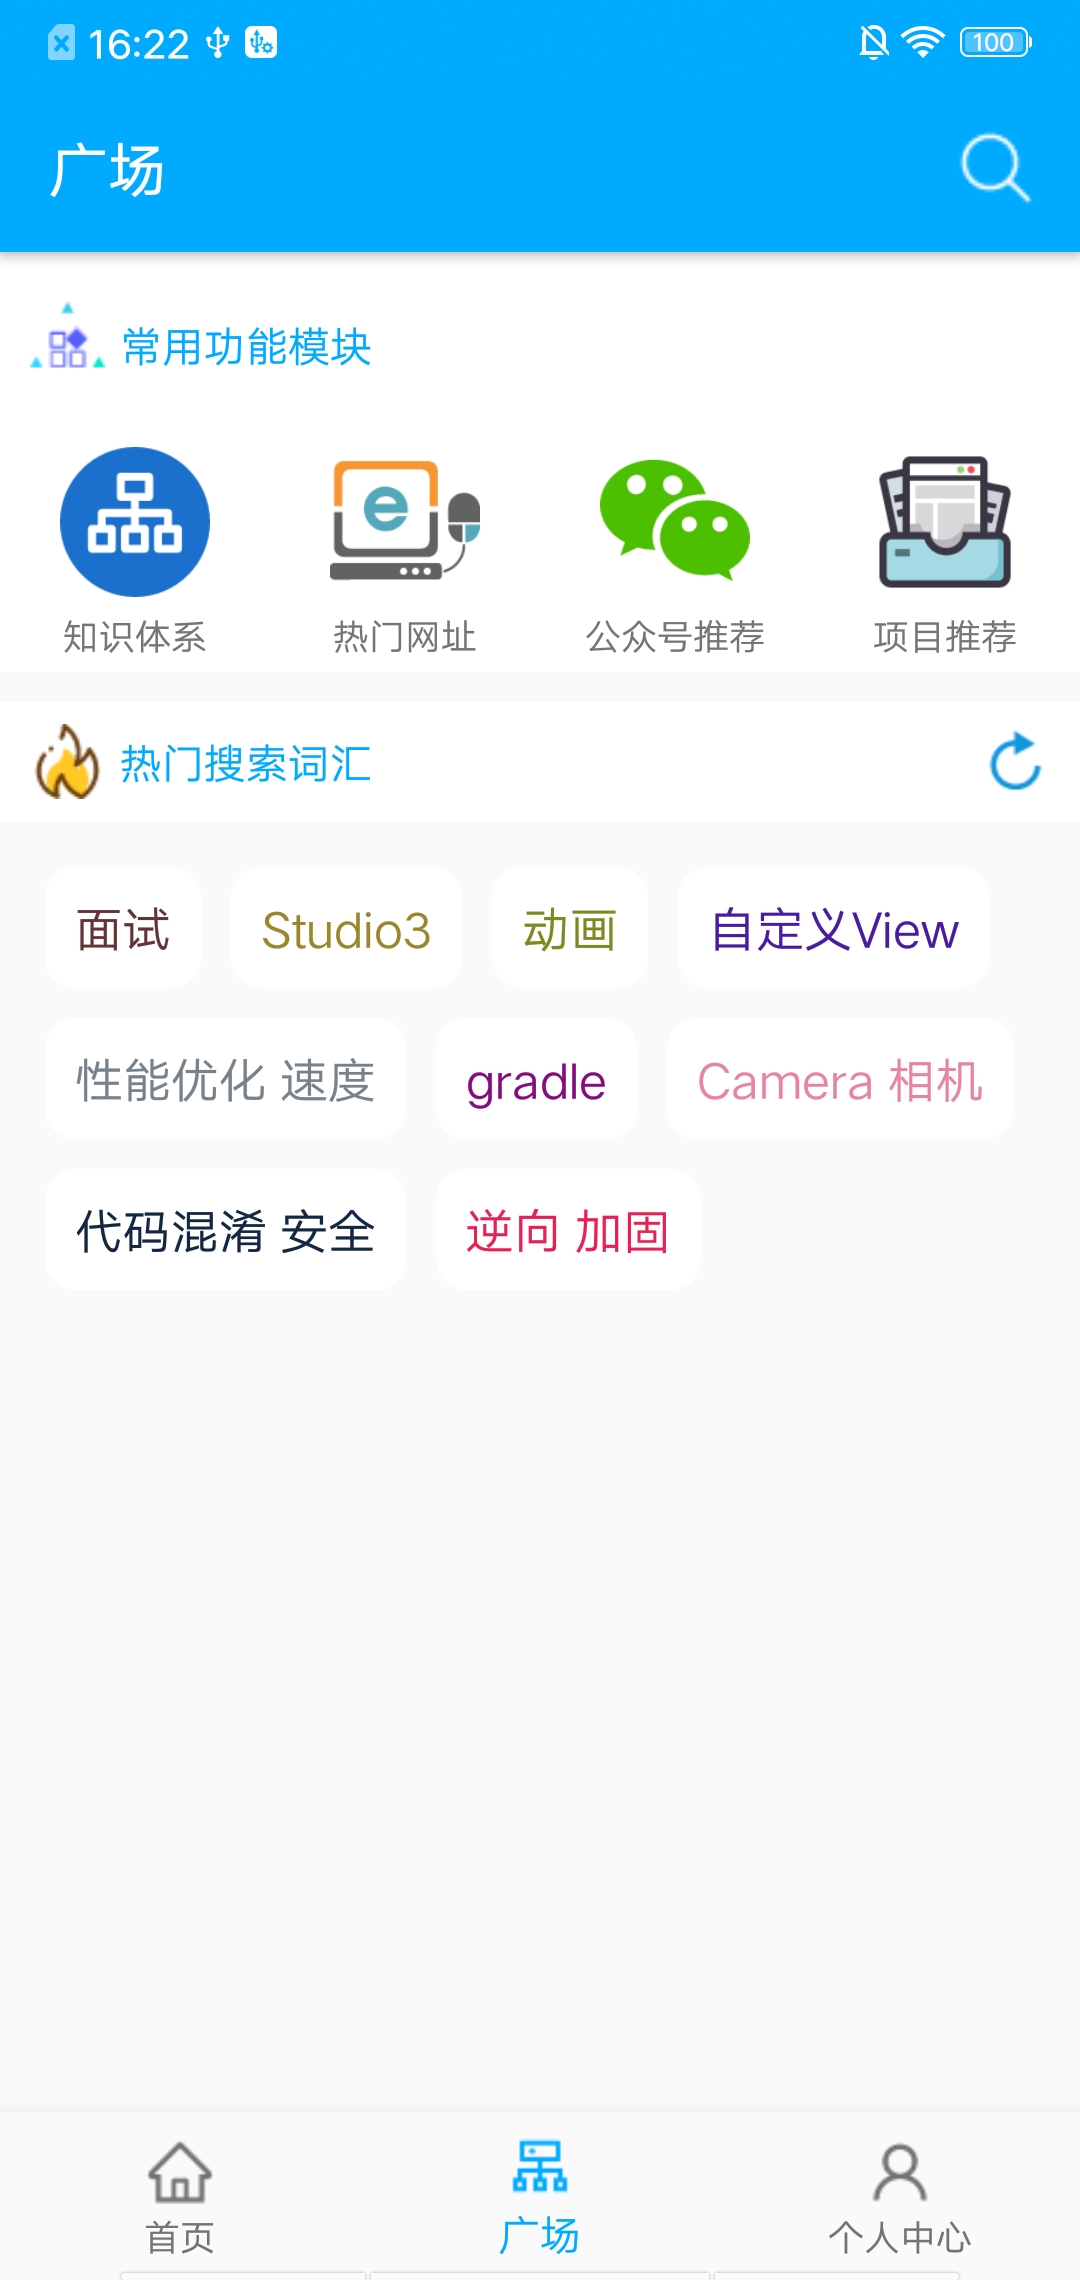 16:22 100
广场
常用功能模块
知识体系 热门网址 公众号推荐 项目推荐
热门搜索词汇
面试 Studio3 动画 自定义View
性能优化 速度 gradle Camera 相机
代码混淆 安全 逆向 加固
首页 广场 个人中心